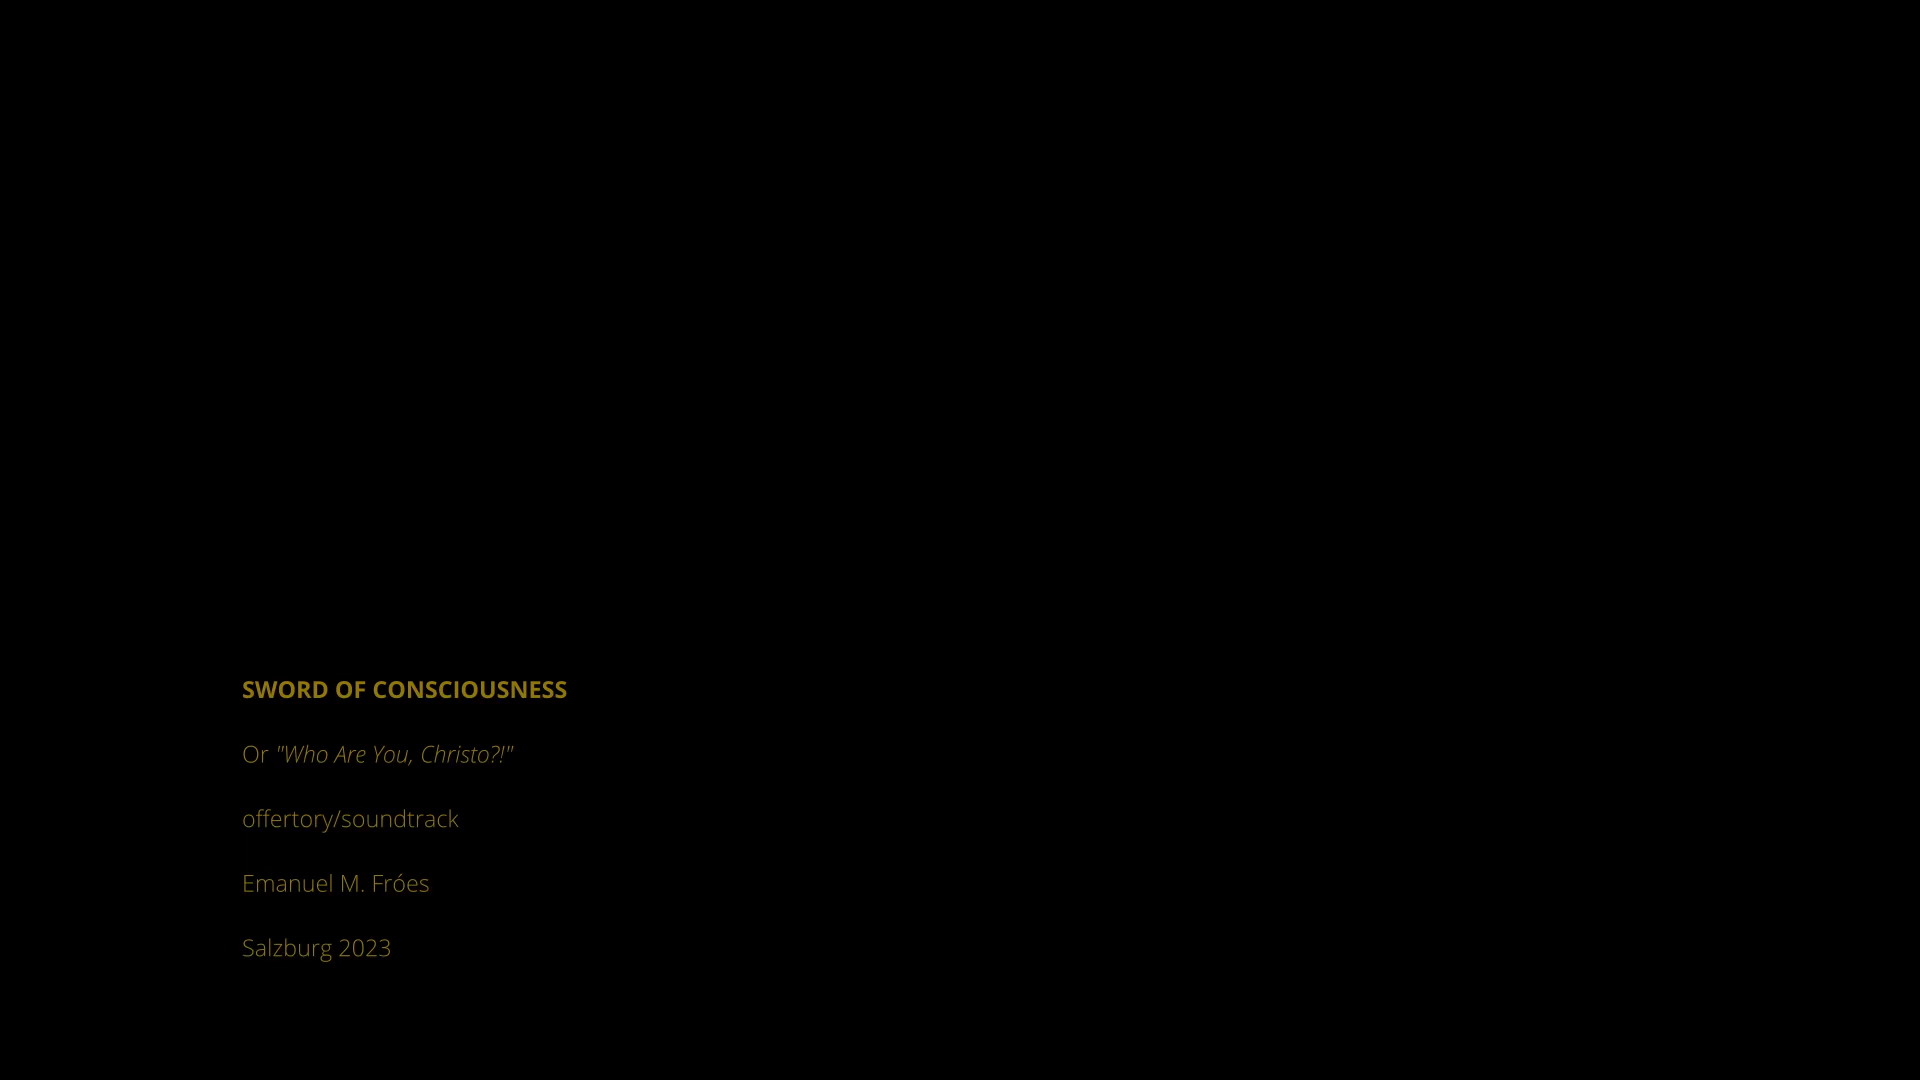 SWORD OF CONSCIOUSNESS
Or "Who Are You, Christo?!"
offertory/soundtrack
Emanuel M. Fróes
Salzburg 2023